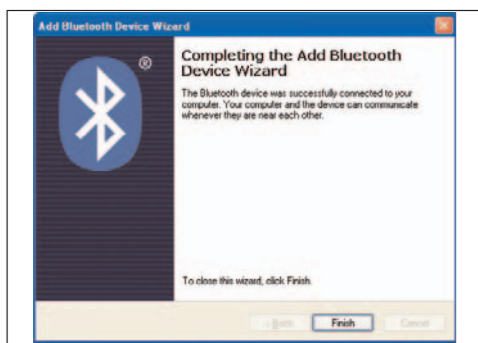 Add Bluetooth Device Wizard
®
Completing the Add Bluetooth
Device Wizard
The Bluetooth device was successfully connected to your
computer. Your computer and the device can communicate
whenever they are near each other.
To close this wizard, click Finish.
< Back Finish Cancel